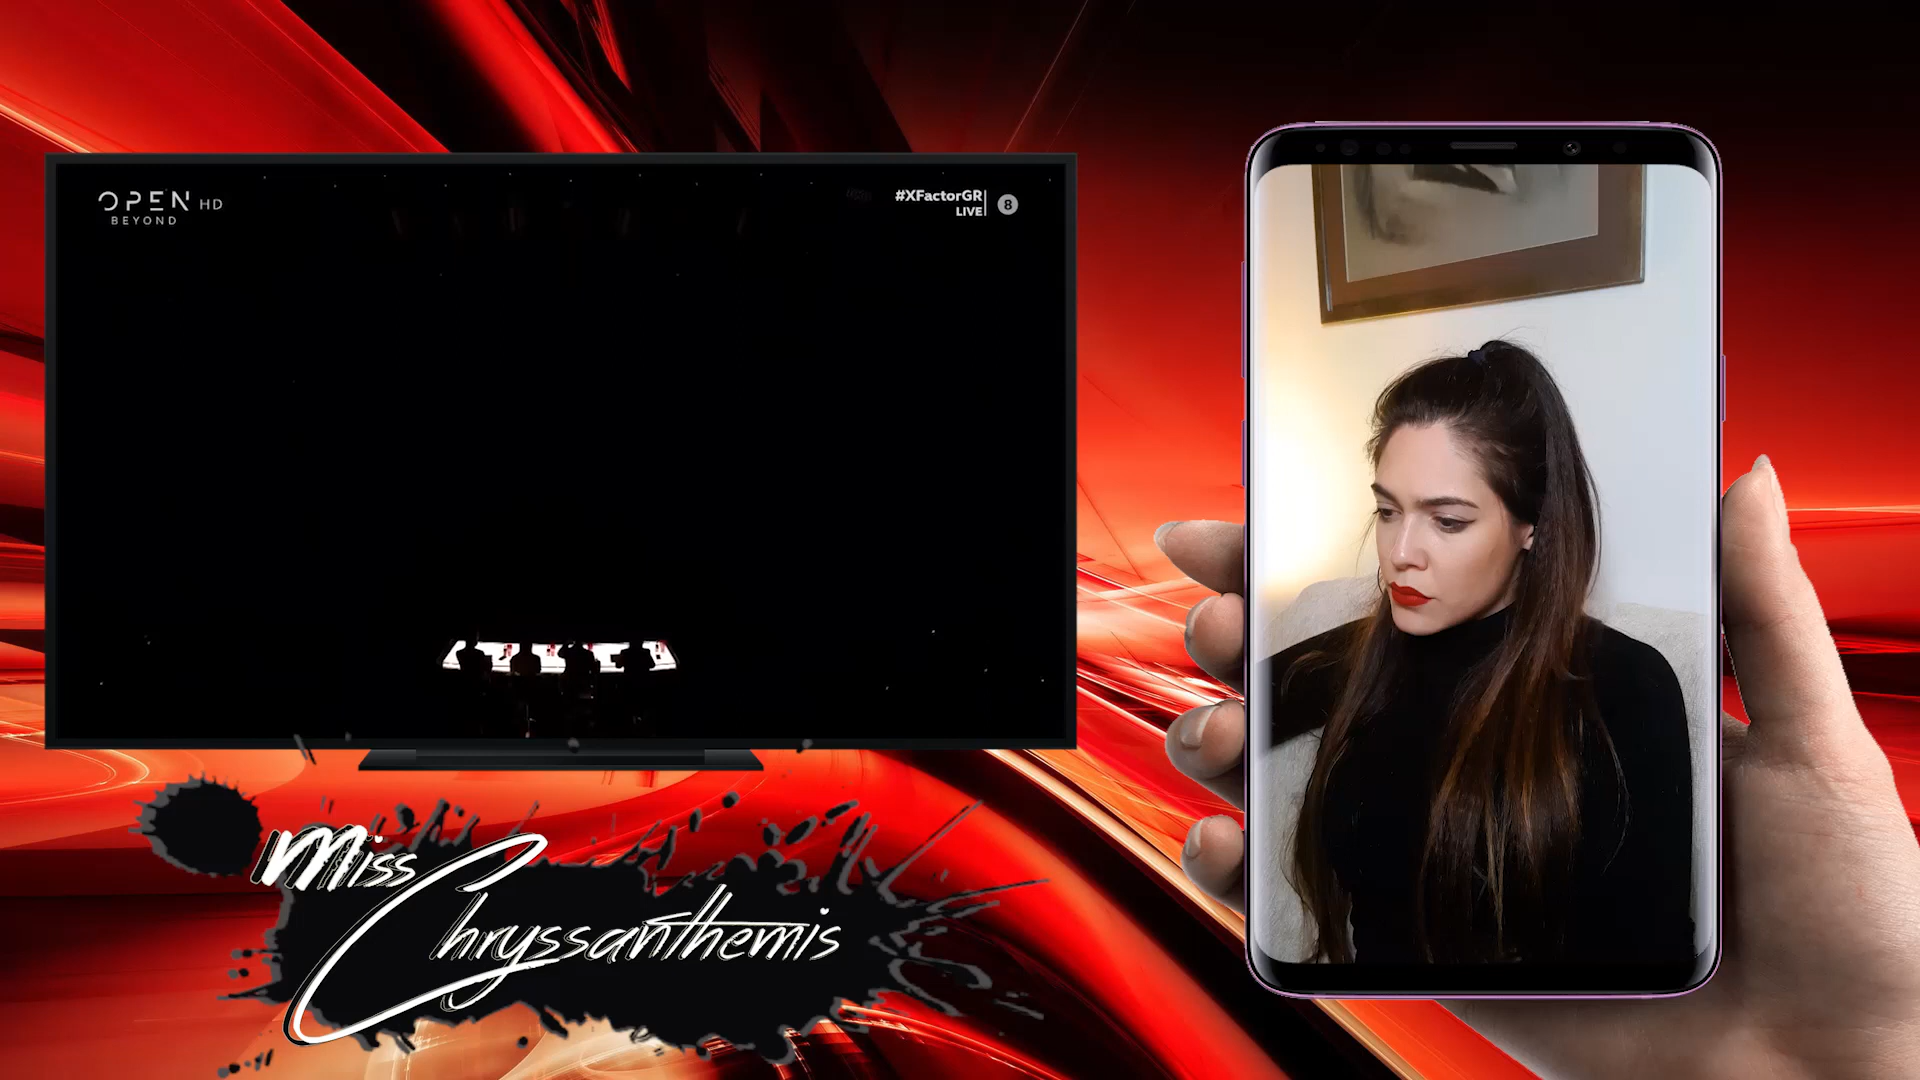 OPEN HD
BEYOND
#XFactorGR
LIVE
8
Miss
Chryssanthemis